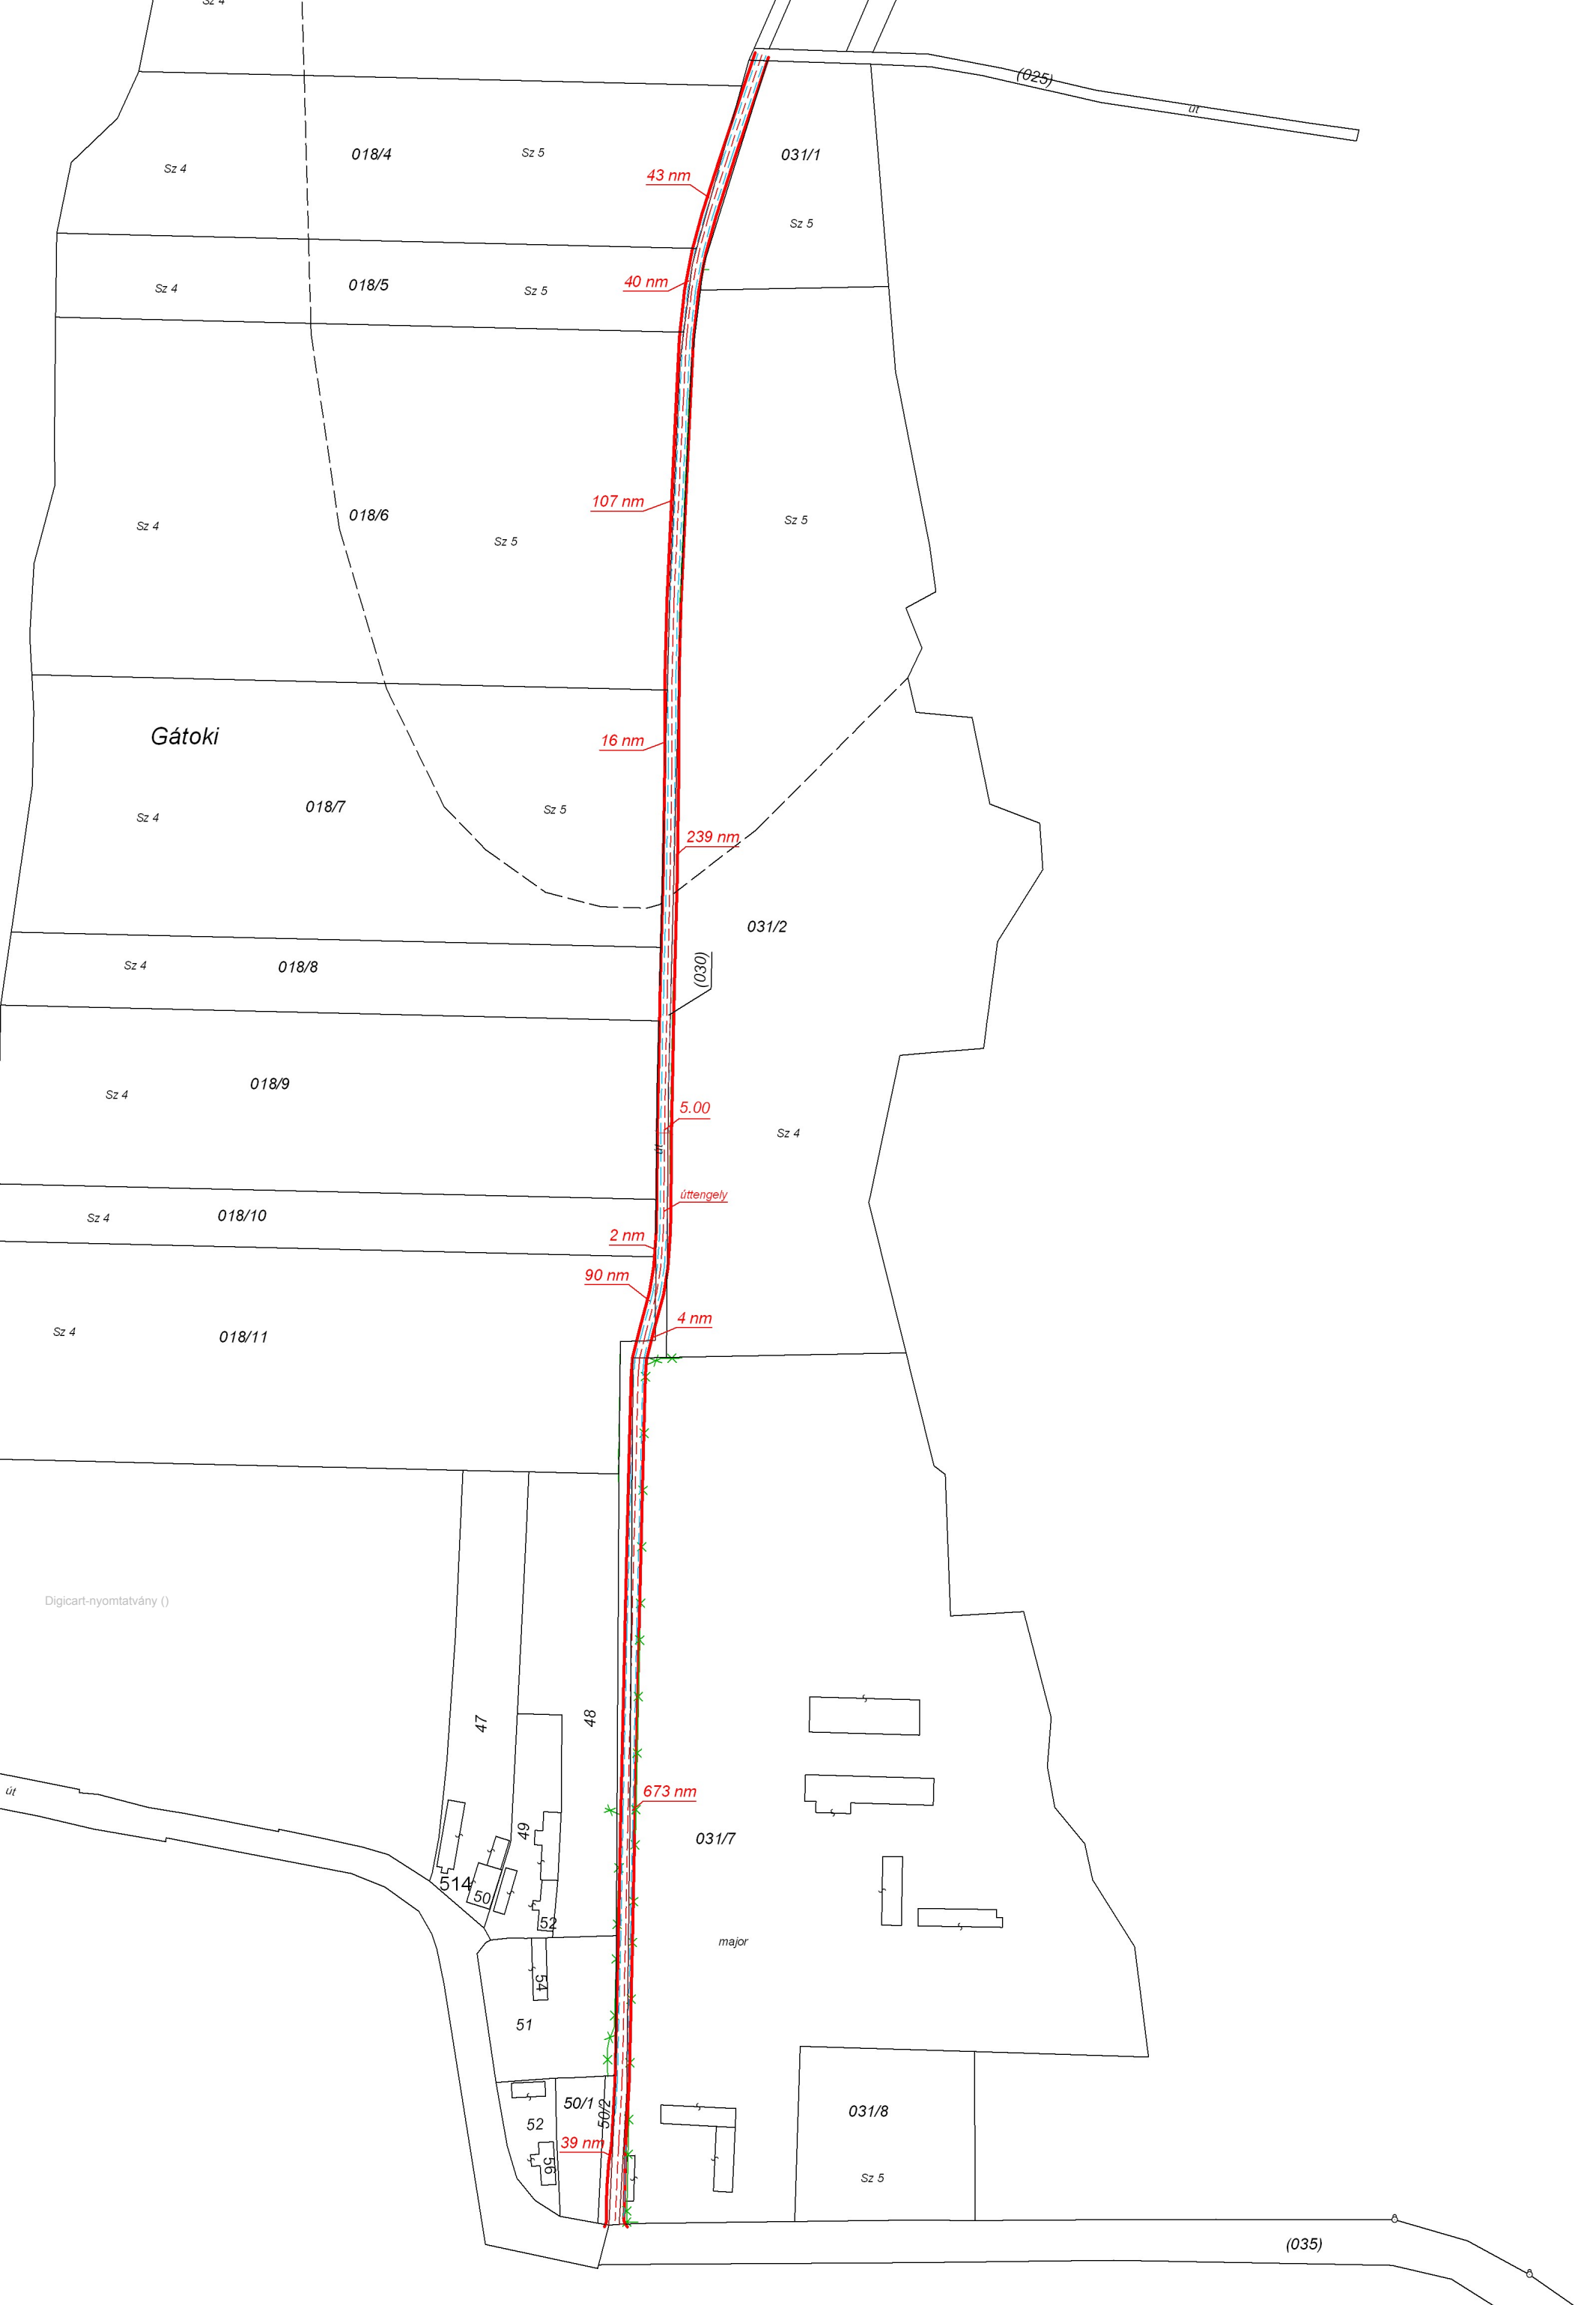 Sz 4
(025)
út
018/4
Sz 5
031/1
Sz 4
43 nm
Sz 5
40 nm
018/5
Sz 4
Sz 5
107 nm
018/6
Sz 5
Sz 4
Sz 5
Gátoki
16 nm
018/7
Sz 5
Sz 4
239 nm
031/2
Sz 4
018/8
(030)
018/9
Sz 4
5.00
Sz 4
út
úttengely
Sz 4
018/10
2 nm
90 nm
4 nm
Sz 4
018/11
Digicart-nyomtatvány ()
47
48
út
673 nm
49
031/7
514
50
52
major
54
51
50/1
50/2
031/8
52
39 nm
56
Sz 5
(035)